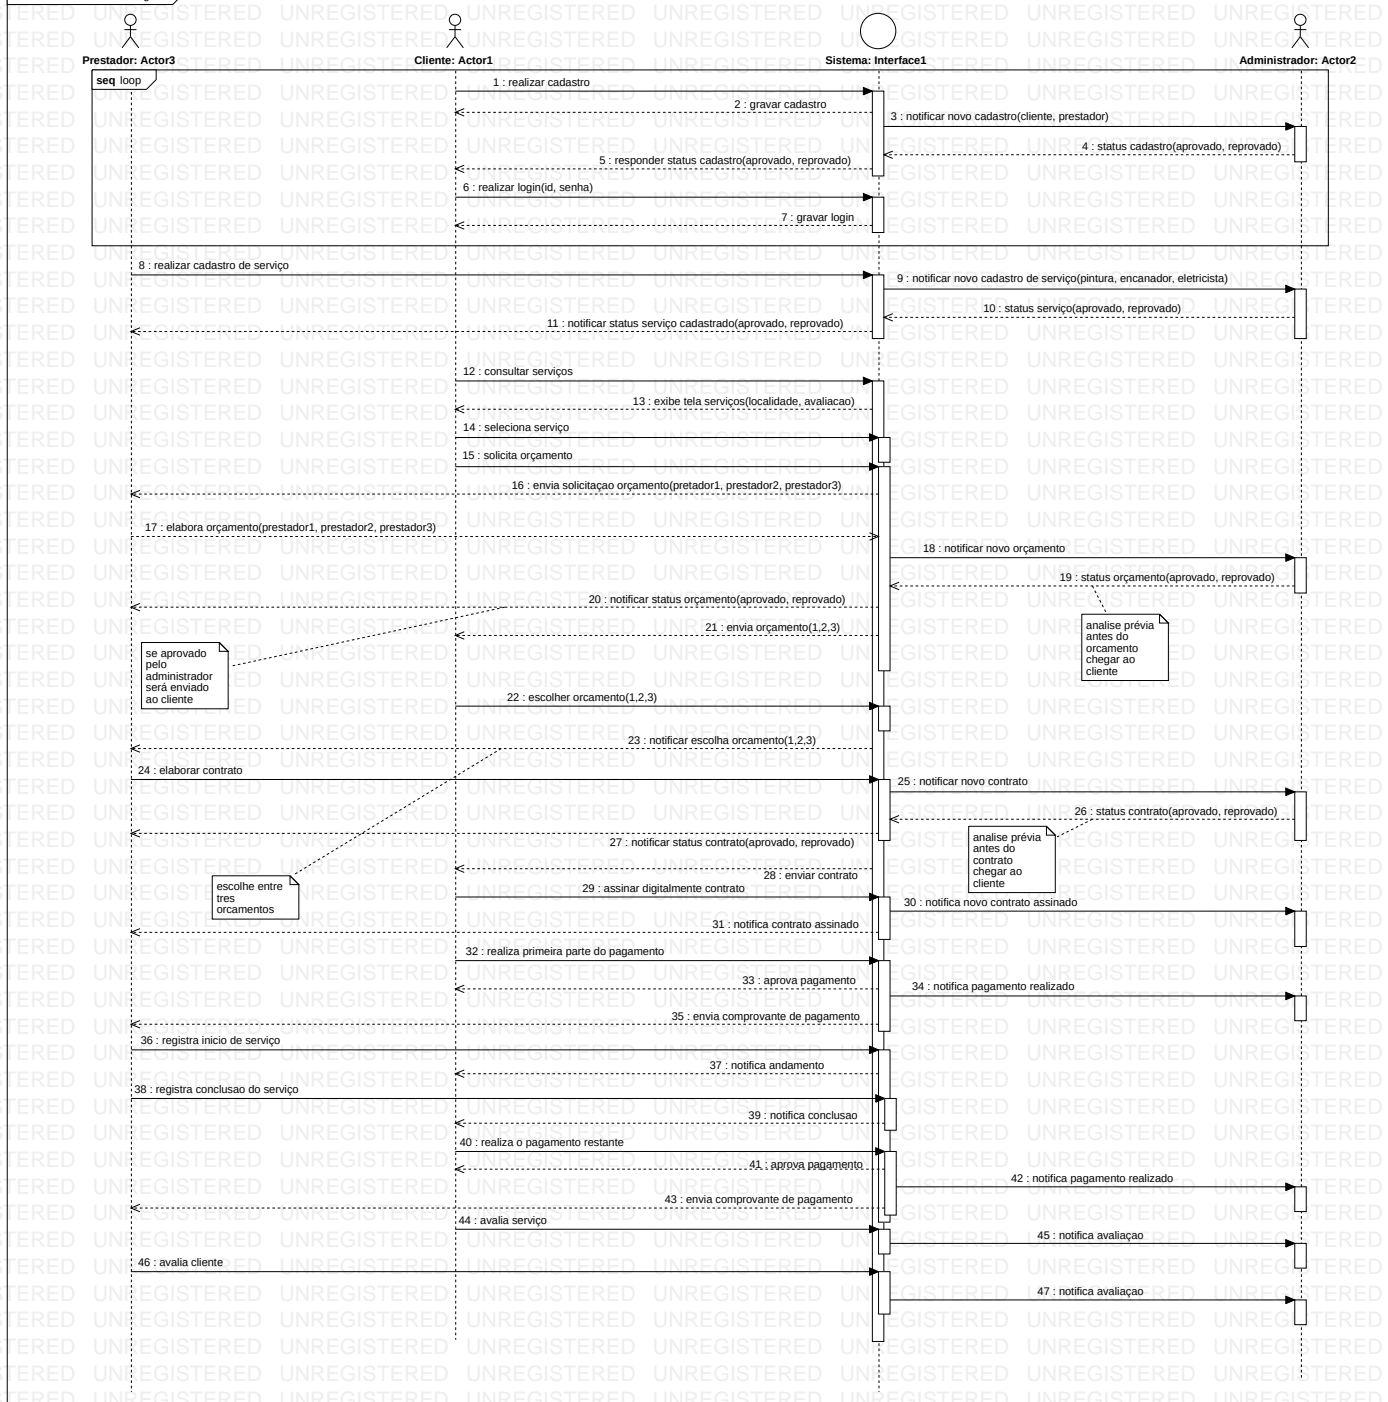 Prestador: Actor3
Cliente: Actor1
Sistema: Interface1
Administrador: Actor2
seq loop
1 : realizar cadastro
2 : gravar cadastro
3 : notificar novo cadastro(cliente, prestador)
4 : status cadastro(aprovado, reprovado)
5 : responder status cadastro(aprovado, reprovado)
6 : realizar login(id, senha)
7 : gravar login
8 : realizar cadastro de serviço
9 : notificar novo cadastro de serviço(pintura, encanador, eletricista)
10 : status serviço(aprovado, reprovado)
11 : notificar status serviço cadastrado(aprovado, reprovado)
12 : consultar serviços
13 : exibe tela serviços(localidade, avaliacao)
14 : seleciona serviço
15 : solicita orçamento
16 : envia solicitaçao orçamento(pretador1, prestador2, prestador3)
17 : elabora orçamento(prestador1, prestador2, prestador3)
18 : notificar novo orçamento
19 : status orçamento(aprovado, reprovado)
20 : notificar status orçamento(aprovado, reprovado)
21 : envia orçamento(1,2,3)
analise prévia
antes do
orcamento
chegar ao
cliente
se aprovado
pelo
administrador
será enviado
ao cliente
22 : escolher orcamento(1,2,3)
23 : notificar escolha orcamento(1,2,3)
24 : elaborar contrato
25 : notificar novo contrato
26 : status contrato(aprovado, reprovado)
27 : notificar status contrato(aprovado, reprovado)
analise prévia
antes do
contrato
chegar ao
cliente
28 : enviar contrato
escolhe entre
tres
orcamentos
29 : assinar digitalmente contrato
30 : notifica novo contrato assinado
31 : notifica contrato assinado
32 : realiza primeira parte do pagamento
33 : aprova pagamento
34 : notifica pagamento realizado
35 : envia comprovante de pagamento
36 : registra inicio de serviço
37 : notifica andamento
38 : registra conclusao do serviço
39 : notifica conclusao
40 : realiza o pagamento restante
41 : aprova pagamento
42 : notifica pagamento realizado
43 : envia comprovante de pagamento
44 : avalia serviço
45 : notifica avaliaçao
46 : avalia cliente
47 : notifica avaliaçao
UNREGISTERED